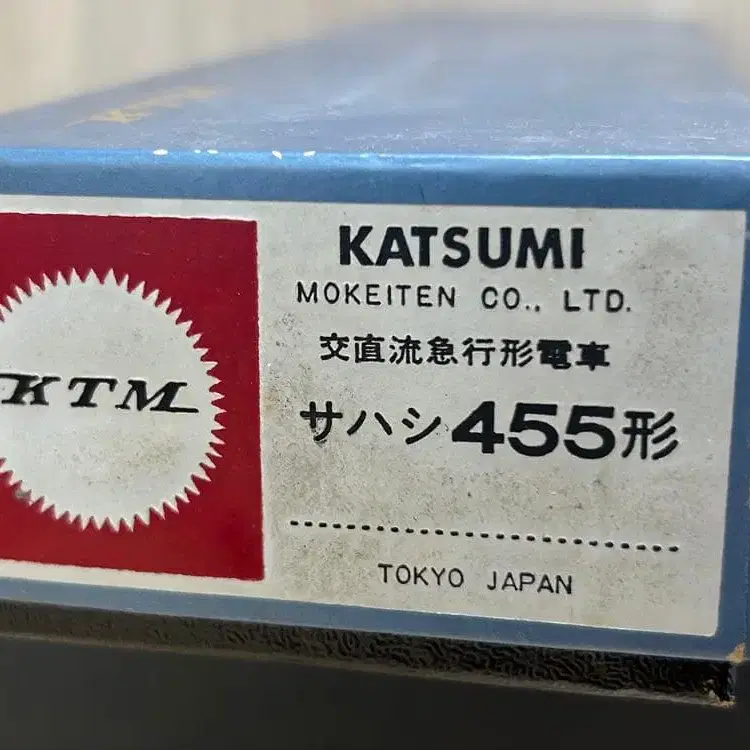 KTM
KATSUMI
MOKEITEN CO., LTD.
交直流急行形電車
サハシ455形
TOKYO JAPAN